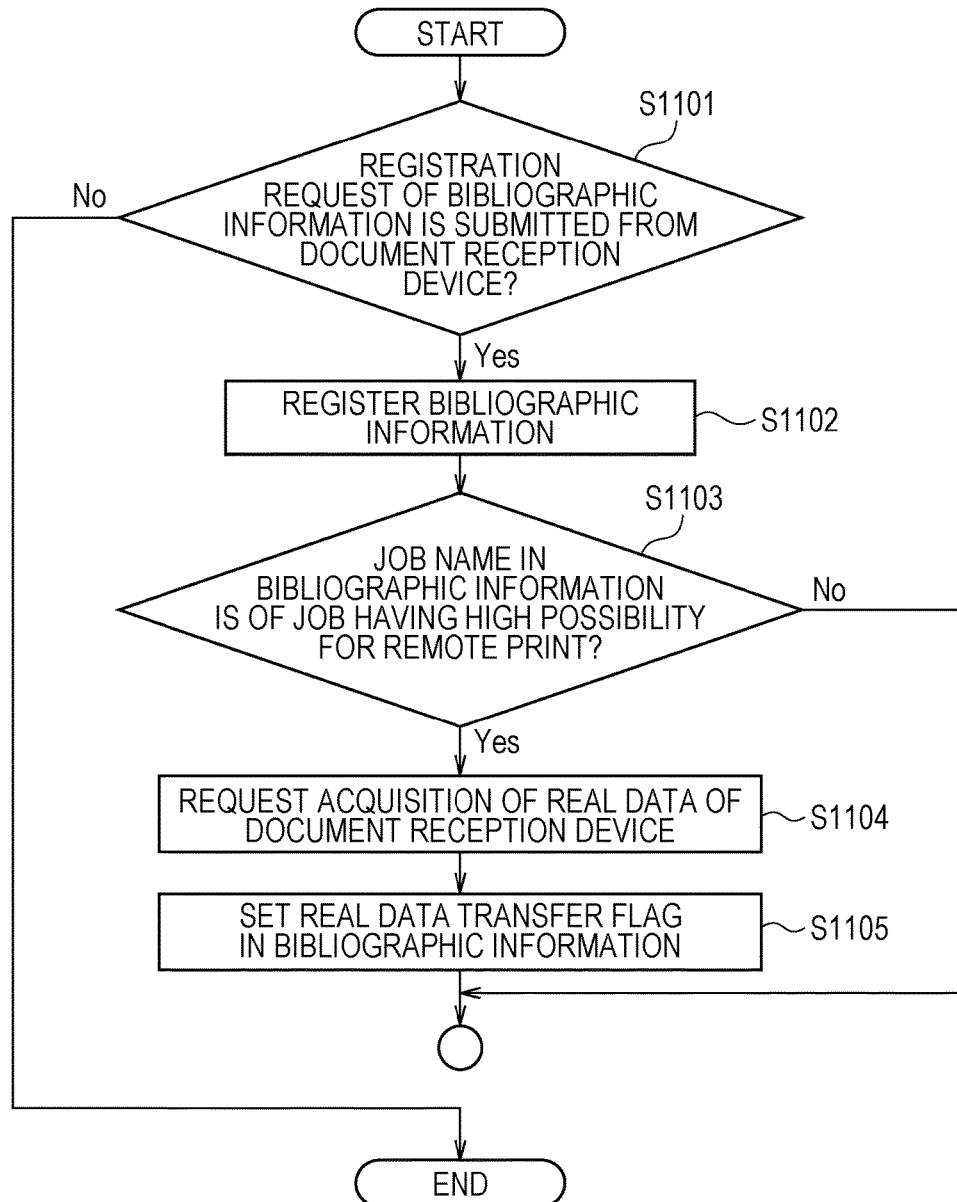 START
S1101
REGISTRATION
REQUEST OF BIBLIOGRAPHIC
INFORMATION IS SUBMITTED FROM
DOCUMENT RECEPTION
DEVICE?
No
Yes
REGISTER BIBLIOGRAPHIC
INFORMATION
S1102
S1103
JOB NAME IN
BIBLIOGRAPHIC INFORMATION
IS OF JOB HAVING HIGH POSSIBILITY
FOR REMOTE PRINT?
No
Yes
REQUEST ACQUISITION OF REAL DATA OF
DOCUMENT RECEPTION DEVICE
S1104
SET REAL DATA TRANSFER FLAG
IN BIBLIOGRAPHIC INFORMATION
S1105
END